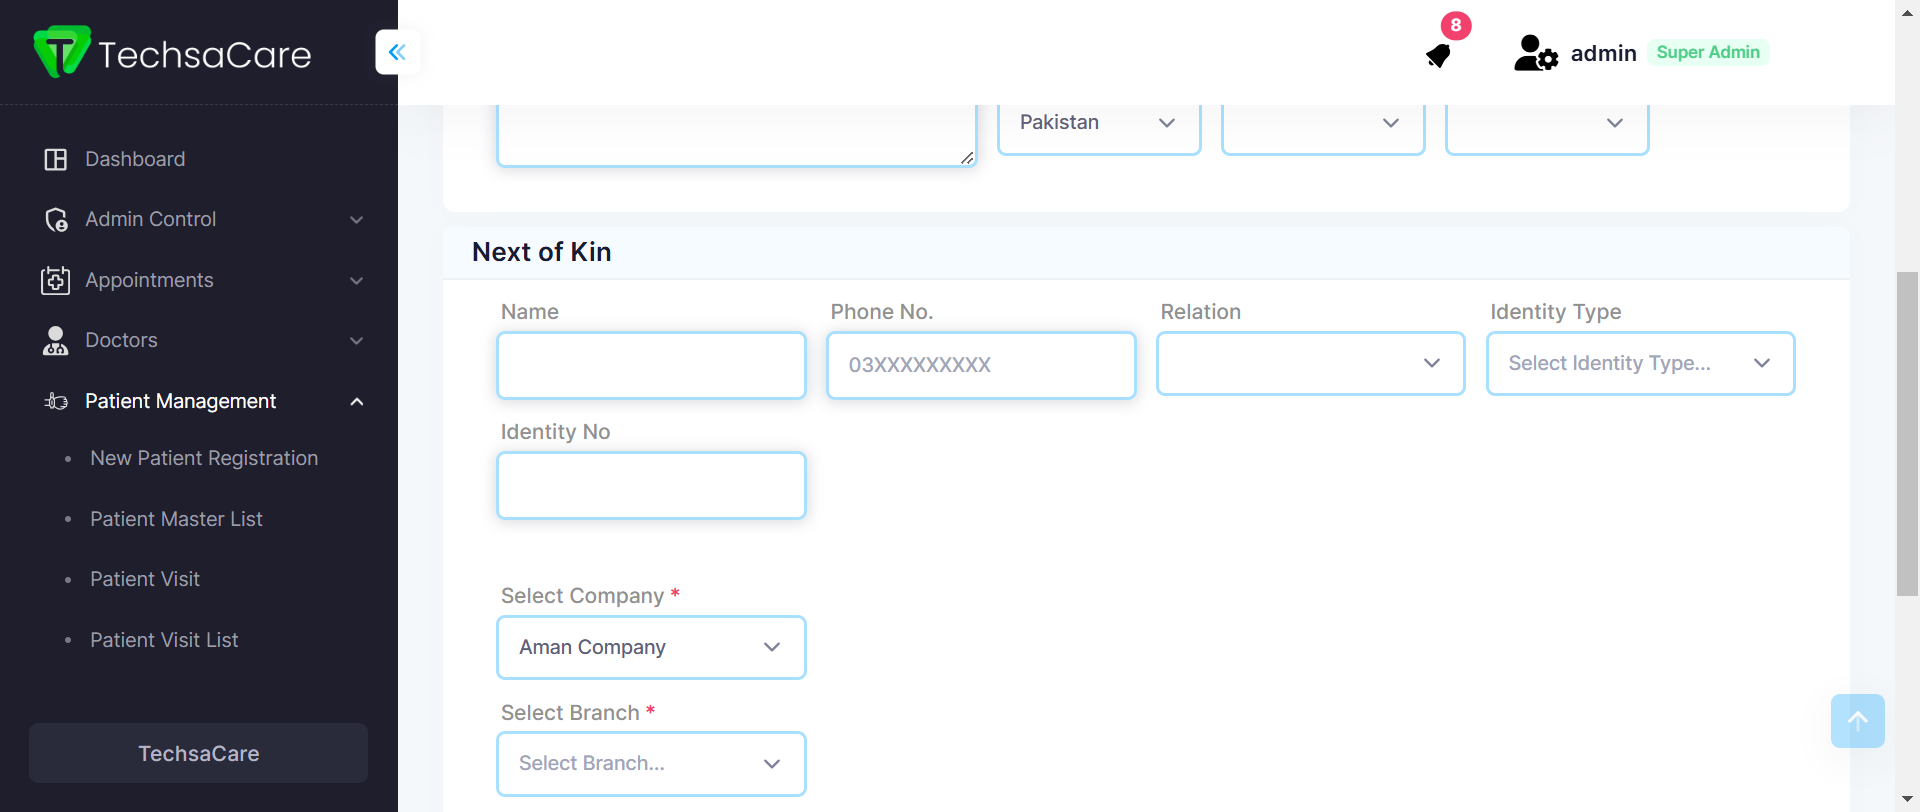 TechsaCare
8
admin
Super Admin
Dashboard
Admin Control
Appointments
Doctors
Patient Management
New Patient Registration
Patient Master List
Patient Visit
Patient Visit List
TechsaCare
Pakistan
Next of Kin
Name
Phone No.
Relation
Identity Type
03XXXXXXXXX
Select Identity Type...
Identity No
Select Company *
Aman Company
Select Branch *
Select Branch...